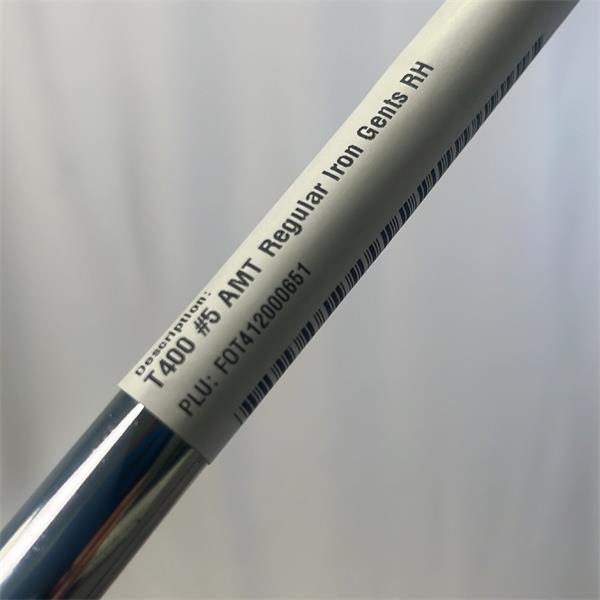 Description:
T400 #5 AMT Regular Iron Gents RH
PLU: FOT412000651